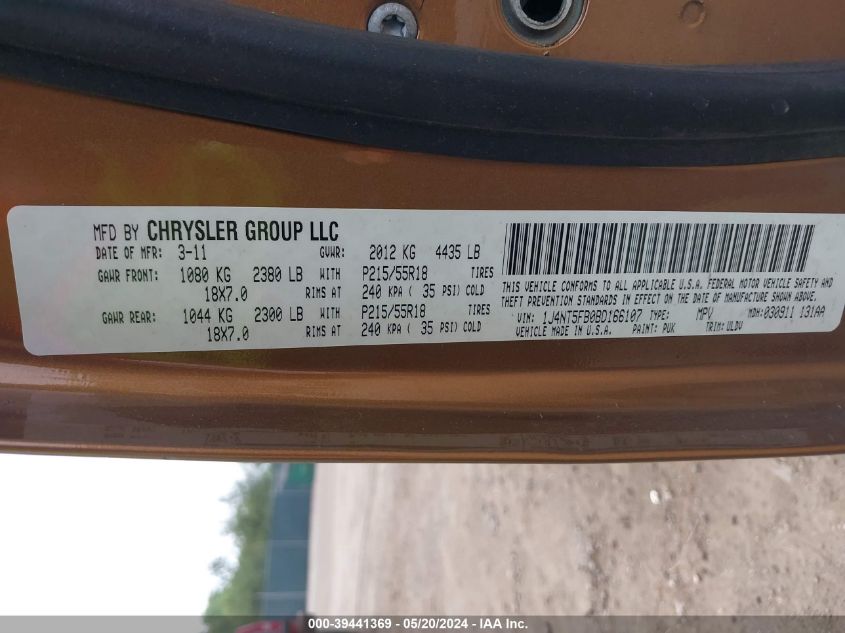 MFD BY CHRYSLER GROUP LLC
DATE OF MFR: 3-11 GVWR: 2012 KG 4435 LB
GAWR FRONT: 1080 KG 2380 LB WITH P215/55R18 TIRES
18X7.0 RIMS AT 240 KPA ( 35 PSI) COLD
GAWR REAR: 1044 KG 2300 LB WITH P215/55R18 TIRES
18X7.0 RIMS AT 240 KPA ( 35 PSI) COLD
THIS VEHICLE CONFORMS TO ALL APPLICABLE U.S.A. FEDERAL MOTOR VEHICLE SAFETY AND
THEFT PREVENTION STANDARDS IN EFFECT ON THE DATE OF MANUFACTURE SHOWN ABOVE.
VIN: 1J4NT5FB0BD166107 TYPE: MPV MDH: 030911 131AA
VEHICLE MADE IN U.S.A. PAINT: PUK TRIM: ULDV
000-39441369 - 05/20/2024 - IAA Inc.